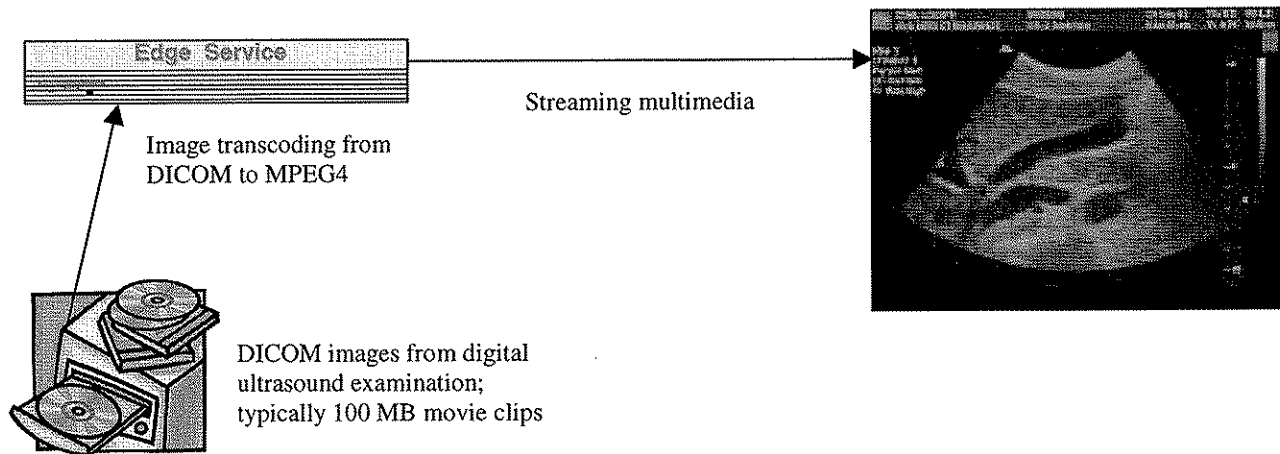 Edge Service
Streaming multimedia
Image transcoding from
DICOM to MPEG4
DICOM images from digital
ultrasound examination;
typically 100 MB movie clips